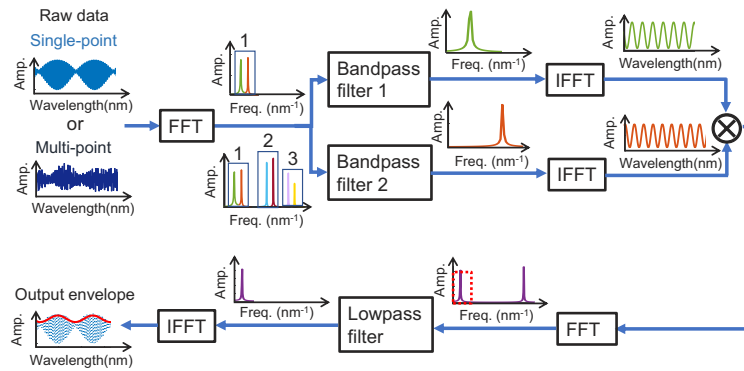 Raw data
Single-point
Amp.
Wavelength(nm)
or
Multi-point
Amp.
Wavelength(nm)
FFT
1
Amp.
Freq. (nm⁻¹)
1
2
3
Amp.
Freq. (nm⁻¹)
Bandpass
filter 1
Amp.
Freq. (nm⁻¹)
IFFT
Amp.
Wavelength (nm)
Bandpass
filter 2
Amp.
Freq. (nm⁻¹)
IFFT
Amp.
Wavelength (nm)
Output envelope
Amp.
Wavelength(nm)
IFFT
Amp.
Freq. (nm⁻¹)
Lowpass
filter
Amp.
Freq. (nm⁻¹)
FFT